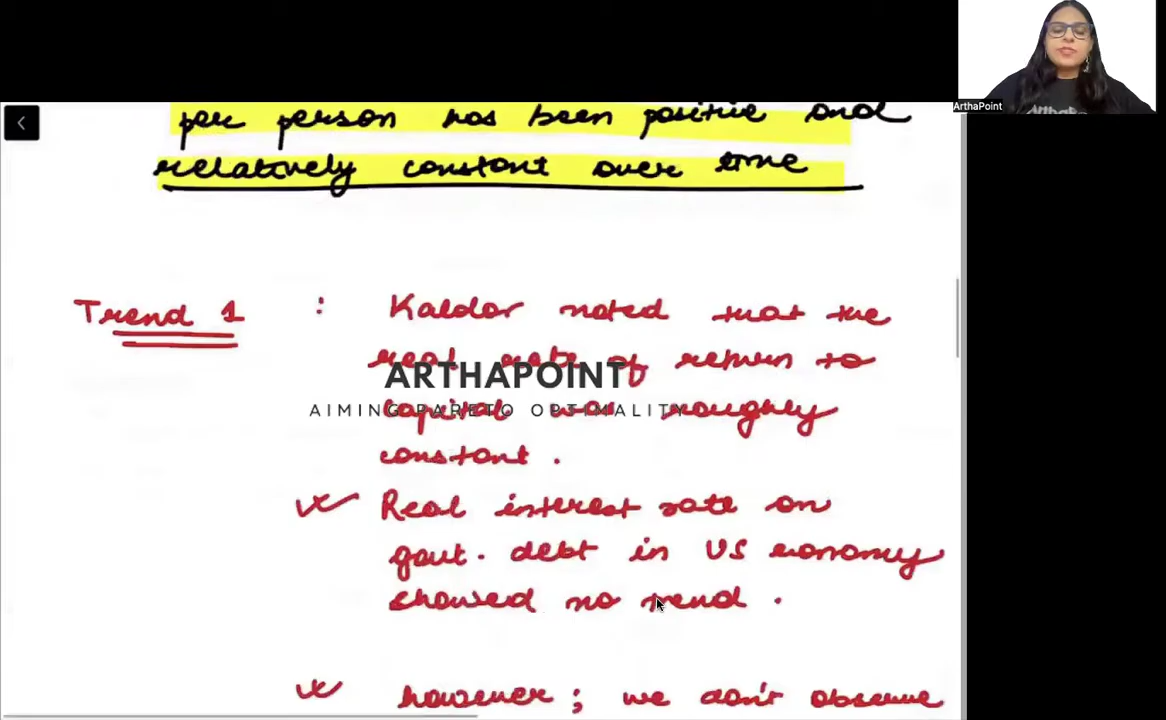 ArthaPoint
per person has been positive and
relatively constant over time
Trend 1 : Kaldor noted that the
real rate of return to
ARTHAPOINT
AIMING PARETO OPTIMALITY
capital was roughly
constant .
Real interest rate on
govt. debt in US economy
showed no trend .
however ; we don't observe